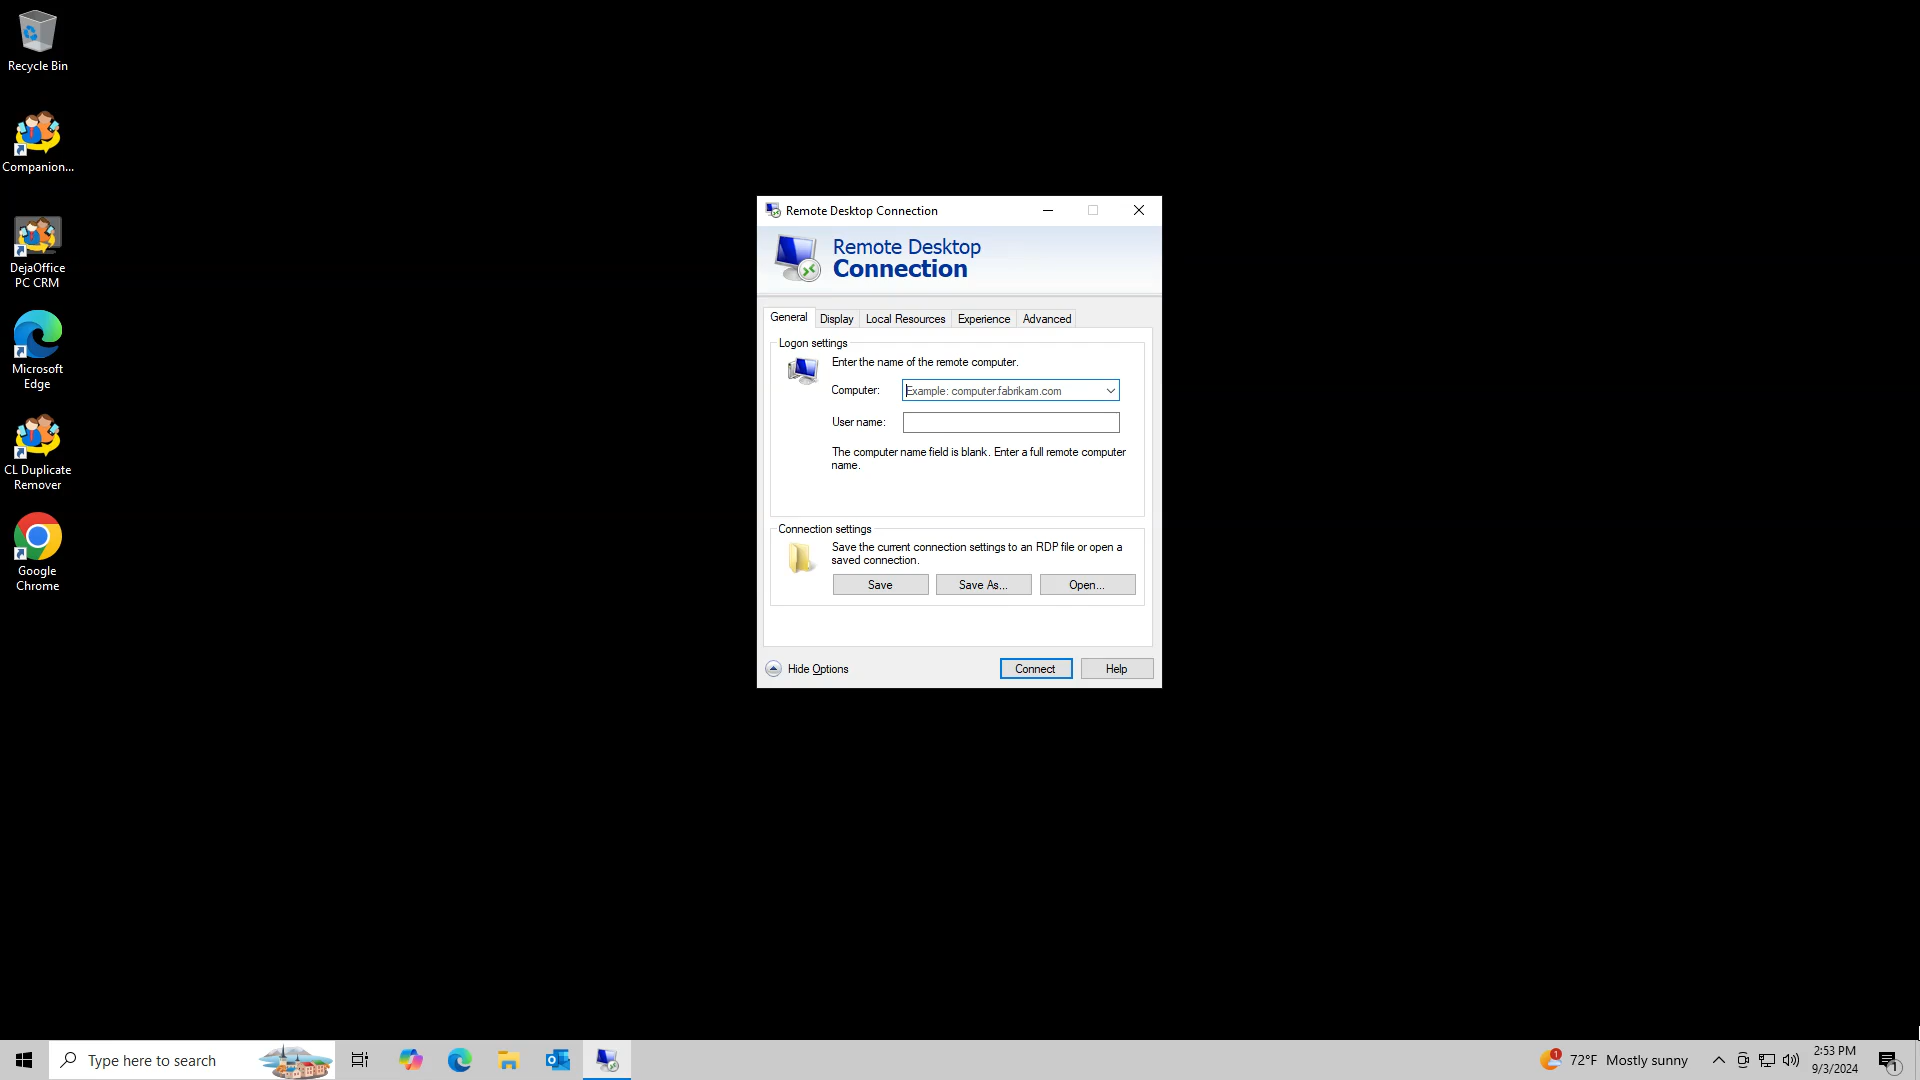 Recycle Bin
Companion...
DejaOffice
PC CRM
Microsoft
Edge
CL Duplicate
Remover
Google
Chrome
Remote Desktop Connection
Remote Desktop
Connection
General
Display
Local Resources
Experience
Advanced
Logon settings
Enter the name of the remote computer.
Computer:
Example: computer.fabrikam.com
User name:
The computer name field is blank. Enter a full remote computer
name.
Connection settings
Save the current connection settings to an RDP file or open a
saved connection.
Save
Save As...
Open...
Hide Options
Connect
Help
Type here to search
1
72°F Mostly sunny
2:53 PM
9/3/2024
1